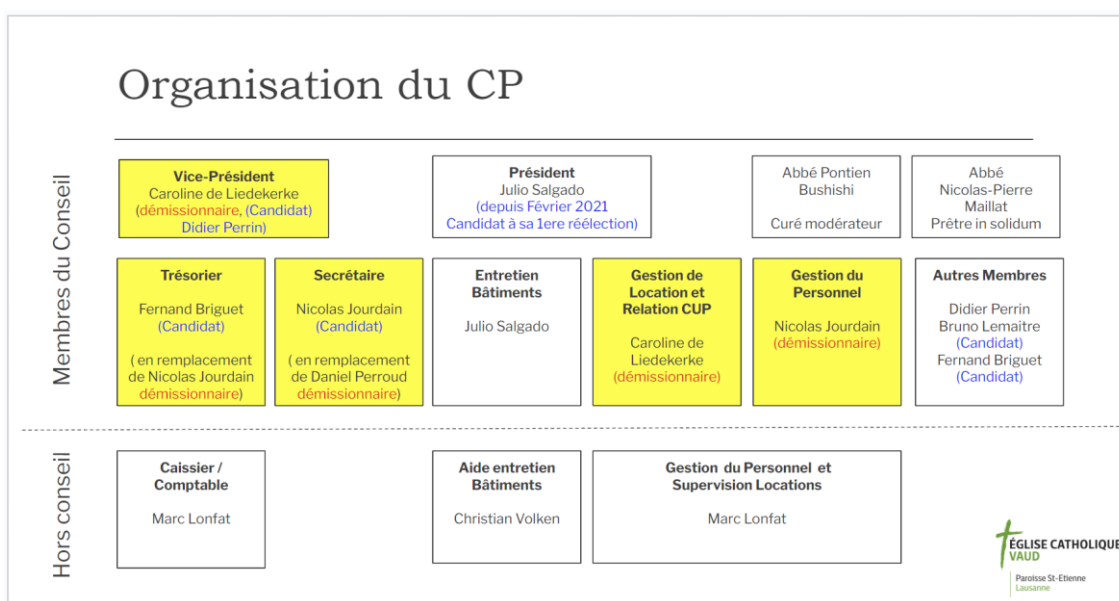 Organisation du CP
Membres du Conseil
Vice-Président
Caroline de Liedekerke
(démissionnaire, (Candidat)
Didier Perrin)
Président
Julio Salgado
(depuis Février 2021
Candidat à sa 1ere réélection)
Abbé Pontien
Bushishi
Curé modérateur
Abbé
Nicolas-Pierre
Maillat
Prêtre in solidum
Trésorier
Fernand Briguet
(Candidat)
( en remplacement
de Nicolas Jourdain
démissionnaire)
Secrétaire
Nicolas Jourdain
(Candidat)
( en remplacement
de Daniel Perroud
démissionnaire)
Entretien
Bâtiments
Julio Salgado
Gestion de
Location et
Relation CUP
Caroline de
Liedekerke
(démissionnaire)
Gestion du
Personnel
Nicolas Jourdain
(démissionnaire)
Autres Membres
Didier Perrin
Bruno Lemaitre
(Candidat)
Fernand Briguet
(Candidat)
Hors conseil
Caissier /
Comptable
Marc Lonfat
Aide entretien
Bâtiments
Christian Volken
Gestion du Personnel et
Supervision Locations
Marc Lonfat
ÉGLISE CATHOLIQUE
VAUD
Paroisse St-Etienne
Lausanne